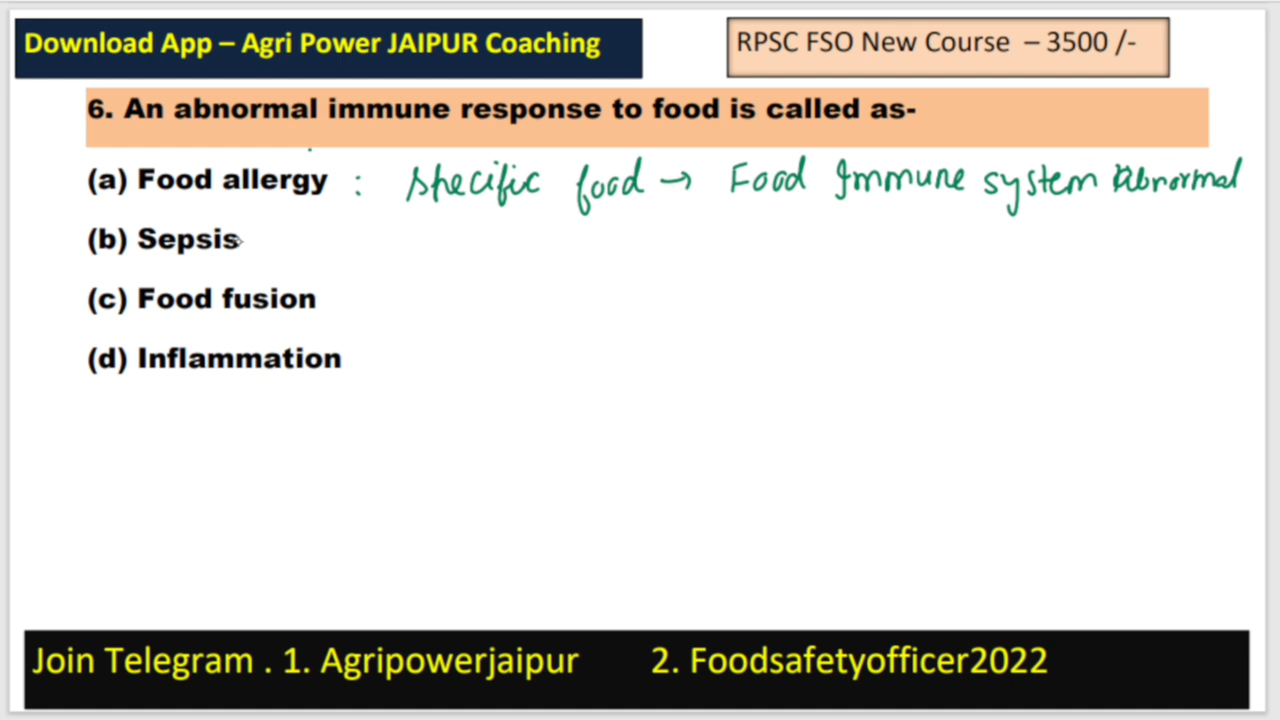 Download App – Agri Power JAIPUR Coaching
RPSC FSO New Course – 3500 /-
6. An abnormal immune response to food is called as-
(a) Food allergy : specific food → Food Immune system Abnormal
(b) Sepsis
(c) Food fusion
(d) Inflammation
Join Telegram . 1. Agripowerjaipur 2. Foodsafetyofficer2022